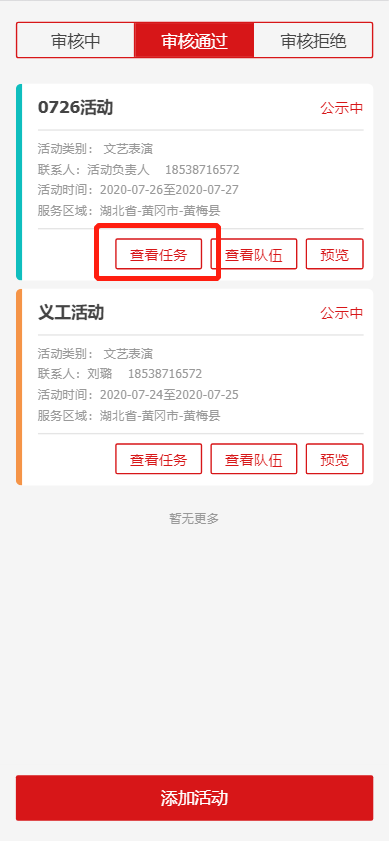 审核中 审核通过 审核拒绝
0726活动 公示中
活动类别： 文艺表演
联系人：活动负责人 18538716572
活动时间：2020-07-26至2020-07-27
服务区域：湖北省-黄冈市-黄梅县
查看任务 查看队伍 预览
义工活动 公示中
活动类别： 文艺表演
联系人：刘璐 18538716572
活动时间：2020-07-24至2020-07-25
服务区域：湖北省-黄冈市-黄梅县
查看任务 查看队伍 预览
暂无更多
添加活动